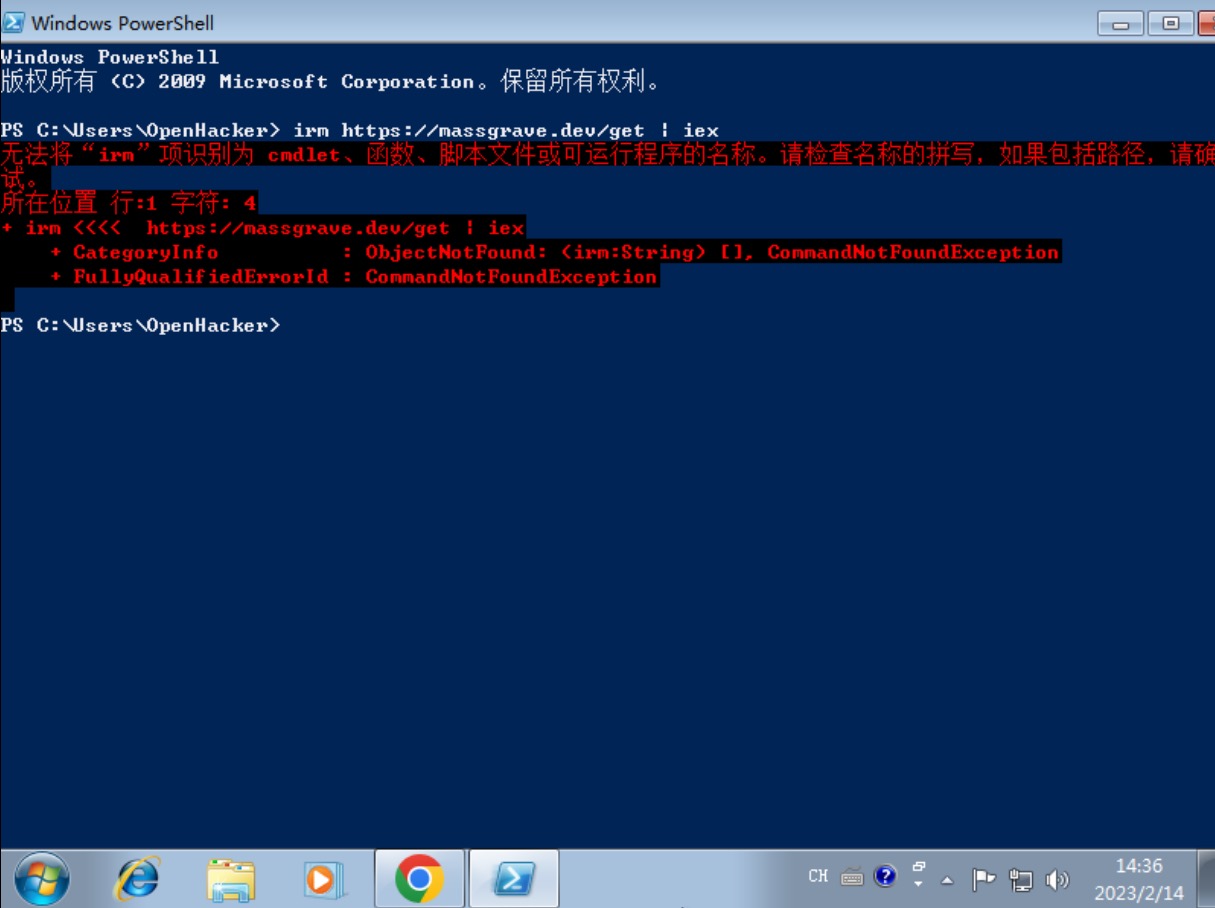 Windows PowerShell
Windows PowerShell
版权所有 (C) 2009 Microsoft Corporation。保留所有权利。
PS C:\Users\OpenHacker> irm https://massgrave.dev/get | iex
无法将“irm”项识别为 cmdlet、函数、脚本文件或可运行程序的名称。请检查名称的拼写，如果包括路径，请确
试。
所在位置 行:1 字符: 4
+ irm <<<<  https://massgrave.dev/get | iex
    + CategoryInfo          : ObjectNotFound: (irm:String) [], CommandNotFoundException
    + FullyQualifiedErrorId : CommandNotFoundException
PS C:\Users\OpenHacker>
CH
14:36
2023/2/14